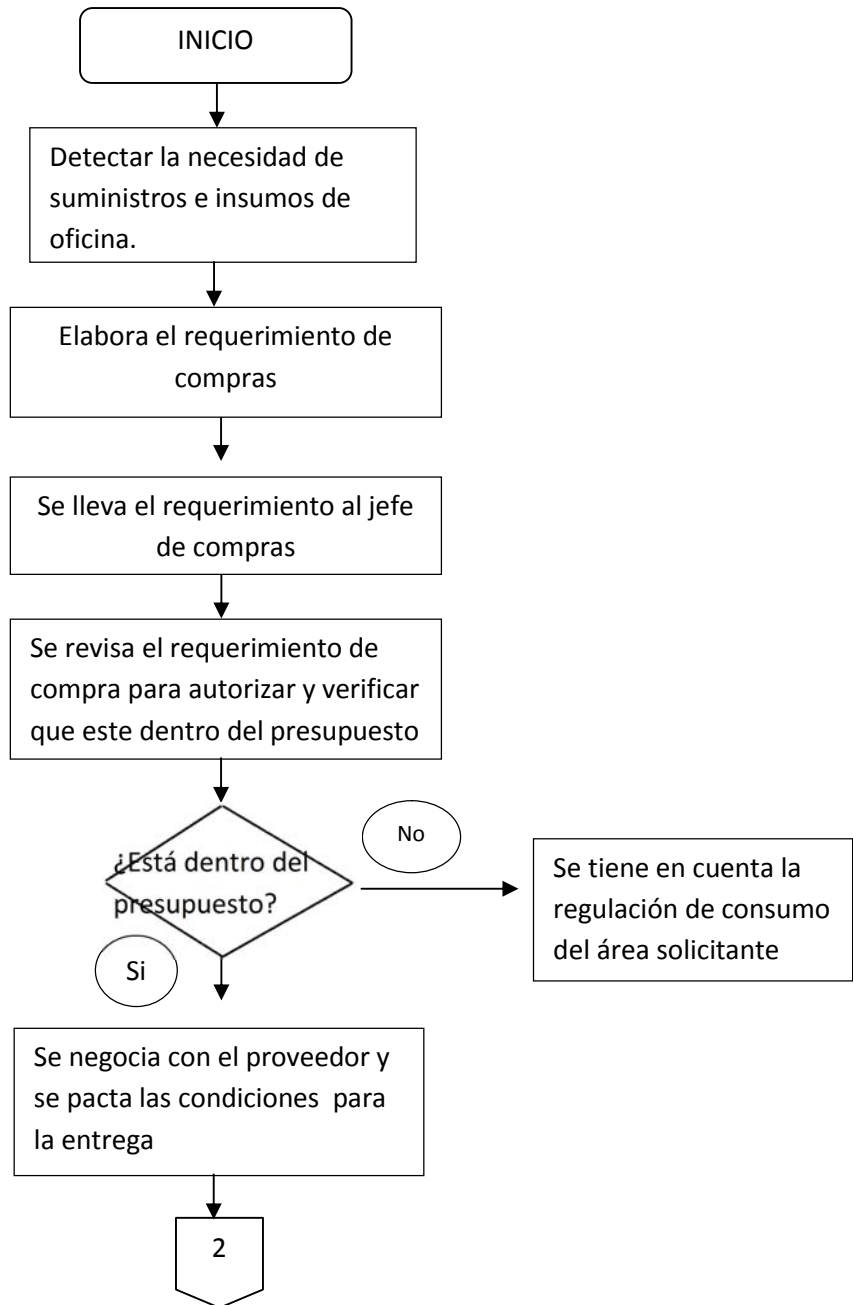 INICIO
Detectar la necesidad de
suministros e insumos de
oficina.
Elabora el requerimiento de
compras
Se lleva el requerimiento al jefe
de compras
Se revisa el requerimiento de
compra para autorizar y verificar
que este dentro del presupuesto
¿Está dentro del
presupuesto?
No
Se tiene en cuenta la
regulación de consumo
del área solicitante
Si
Se negocia con el proveedor y
se pacta las condiciones para
la entrega
2